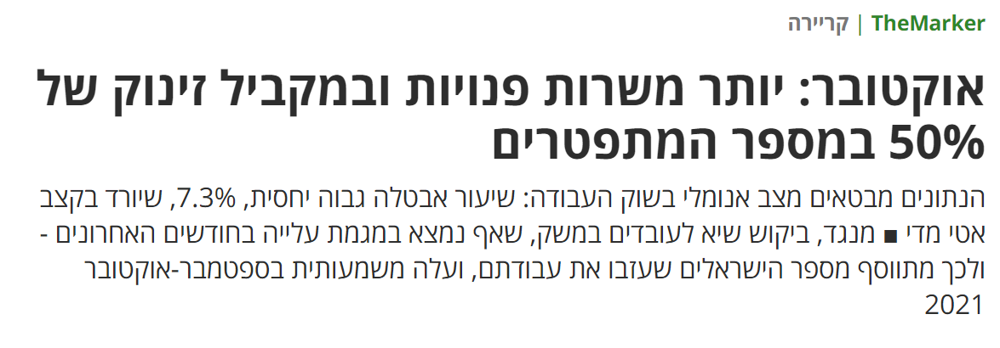 TheMarker | קריירה
אוקטובר: יותר משרות פנויות ובמקביל זינוק של
50% במספר המתפטרים
הנתונים מבטאים מצב אנומלי בשוק העבודה: שיעור אבטלה גבוה יחסית, 7.3%, שיורד בקצב
אטי מדי ■ מנגד, ביקוש שיא לעובדים במשק, שאף נמצא במגמת עלייה בחודשים האחרונים -
ולכך מתווסף מספר הישראלים שעזבו את עבודתם, ועלה משמעותית בספטמבר-אוקטובר
2021